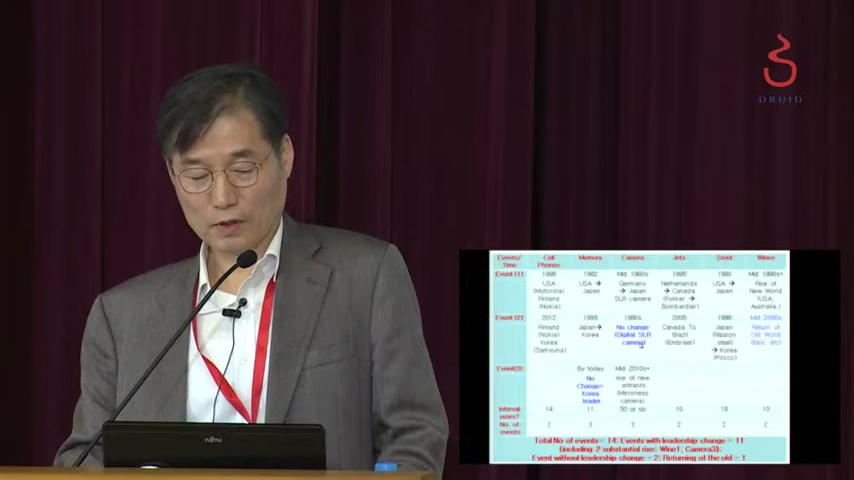 DRUID
Events/ Cell Memory Camera Jets Steel Wines
Time Phones
Event (1) 1998 1982 Mid 1960s 1995 1980 Mid 1990s+
USA USA → Germany Netherlands USA → Rise of
(Motorola) Japan → Japan → Canada Japan New World
Finland SLR camera (Fokker → (USA,
(Nokia) Bombardier) Australia..)
Event (2) 2012 1993 1980s 2005 1998 Mid 2000s
Finland Japan→ No change Canada To Japan Return of
(Nokia) Korea (Digital SLR Brazil (Nippon Old World
Korea camera) (Embraer) steel) (Italy, etc)
(Samsung) → Korea
(Posco)
Event(3) By today Mid 2010s+
No rise of new
Change= entrants
Korea (Mirrorless
leader camera)
Interval 14 11 50 or so 10 18 10
years?
No. of 2 3 3 2 2 2
events
Total No. of events= 14; Events with leadership change = 11
(including 2 substantial rise: Wine1, Camera3);
Event without leadership change = 2; Returning of the old = 1
FUJITSU